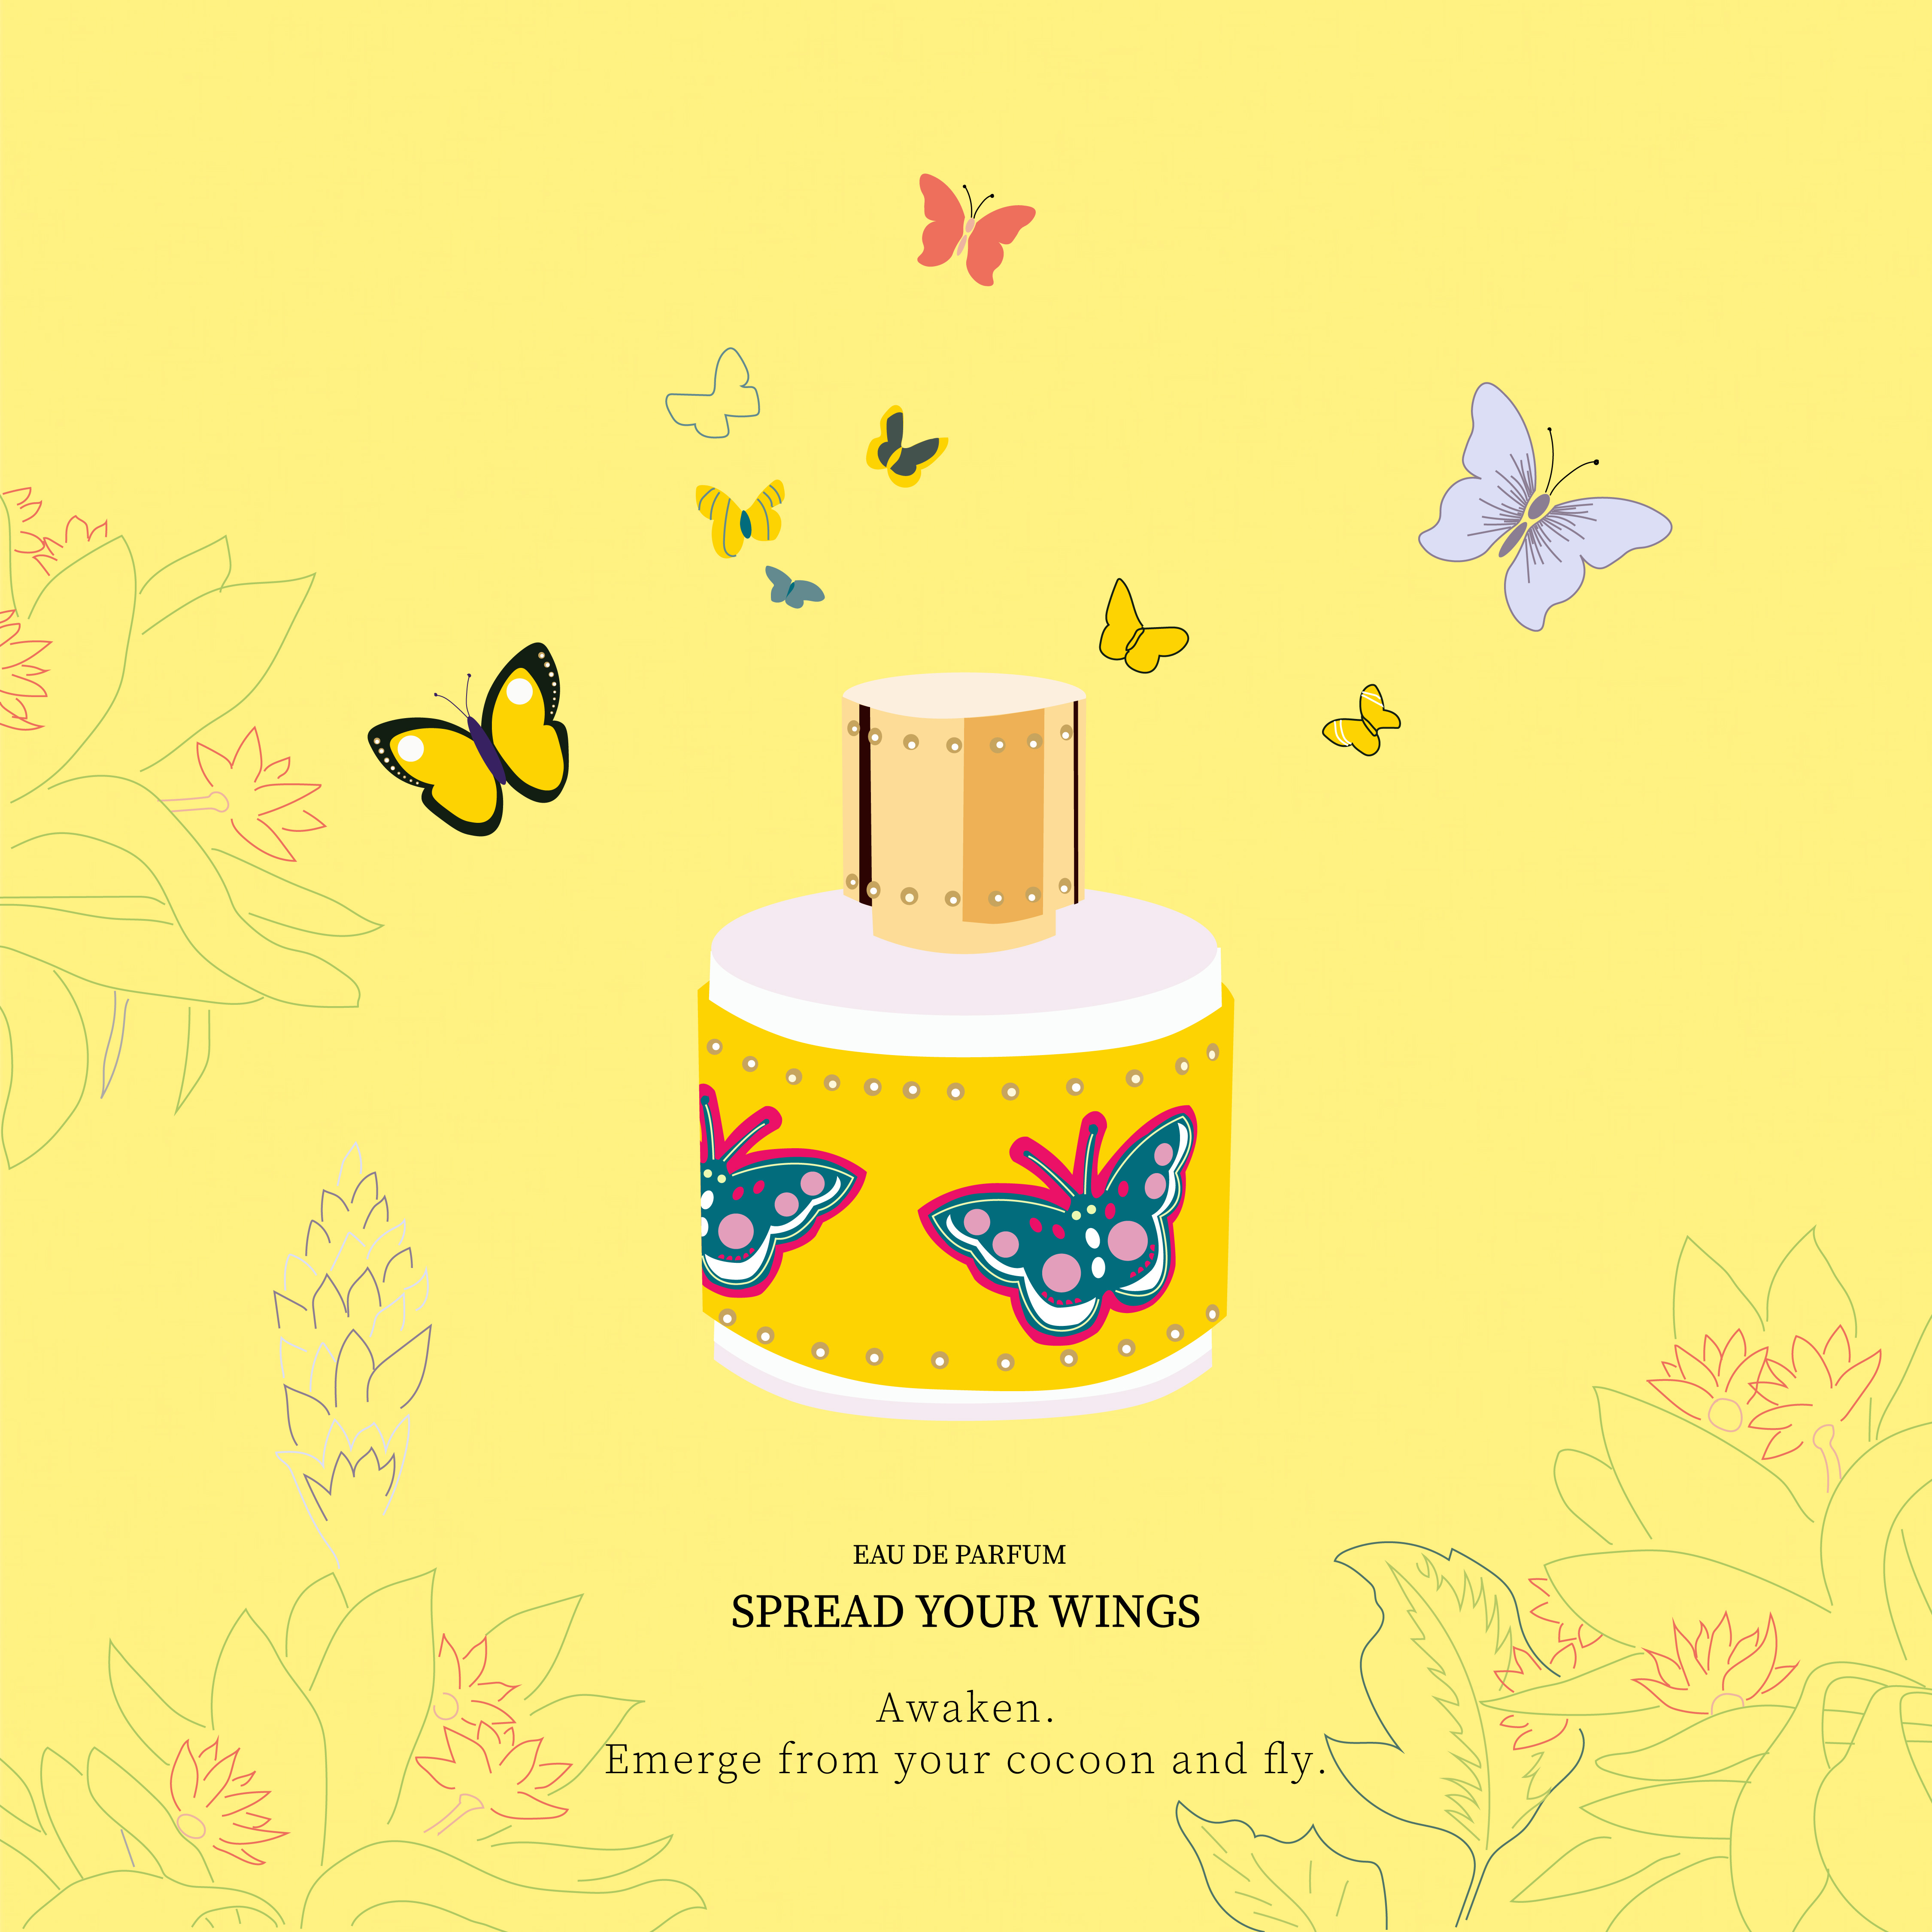 EAU DE PARFUM
SPREAD YOUR WINGS
Awaken.
Emerge from your cocoon and fly.